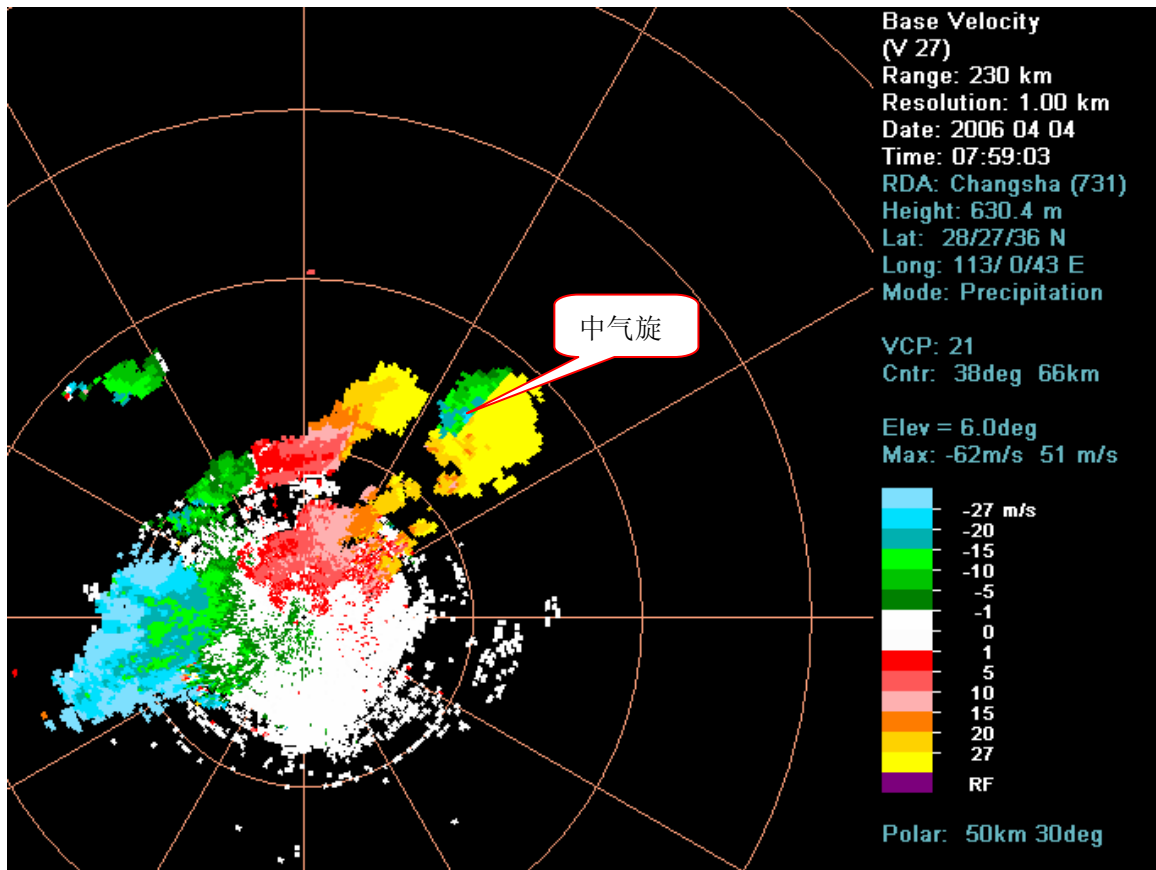 Base Velocity
(V 27)
Range: 230 km
Resolution: 1.00 km
Date: 2006 04 04
Time: 07:59:03
RDA: Changsha (731)
Height: 630.4 m
Lat: 28/27/36 N
Long: 113/ 0/43 E
Mode: Precipitation
中气旋
VCP: 21
Cntr: 38deg 66km
Elev = 6.0deg
Max: -62m/s 51 m/s
-27 m/s
-20
-15
-10
-5
-1
0
1
5
10
15
20
27
RF
Polar: 50km 30deg